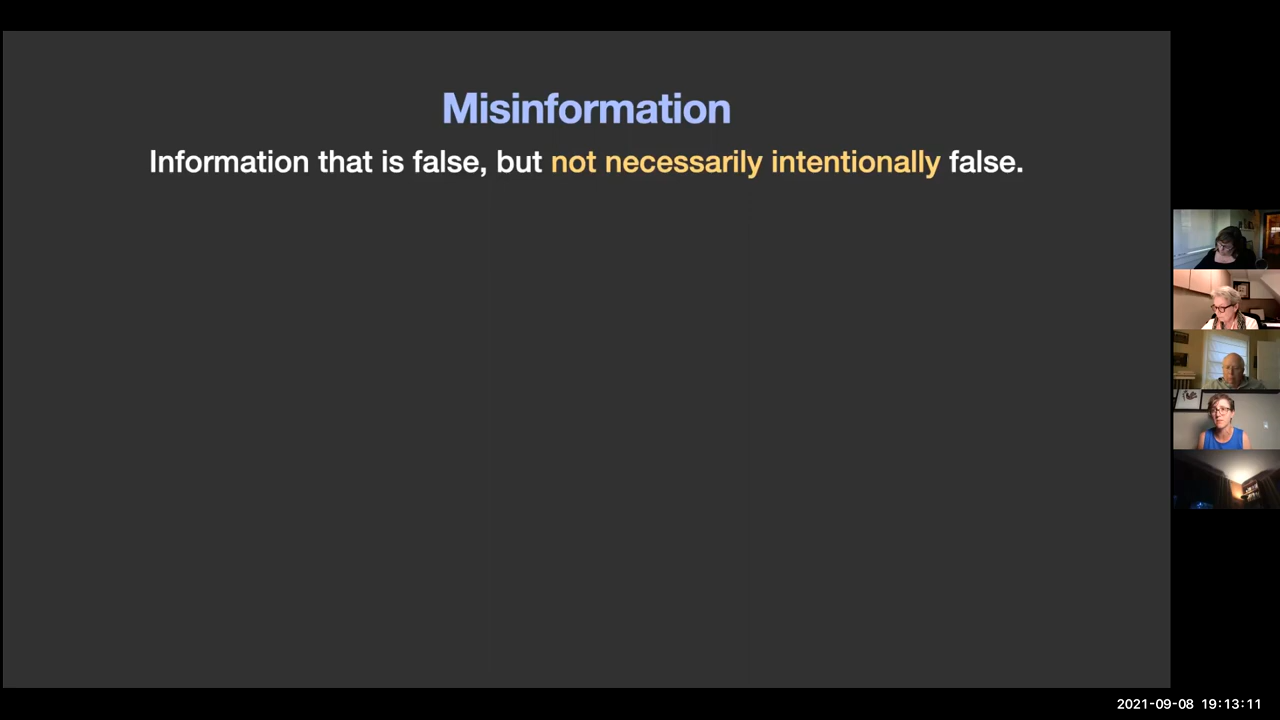 Misinformation
Information that is false, but not necessarily intentionally false.
2021-09-08 19:13:11